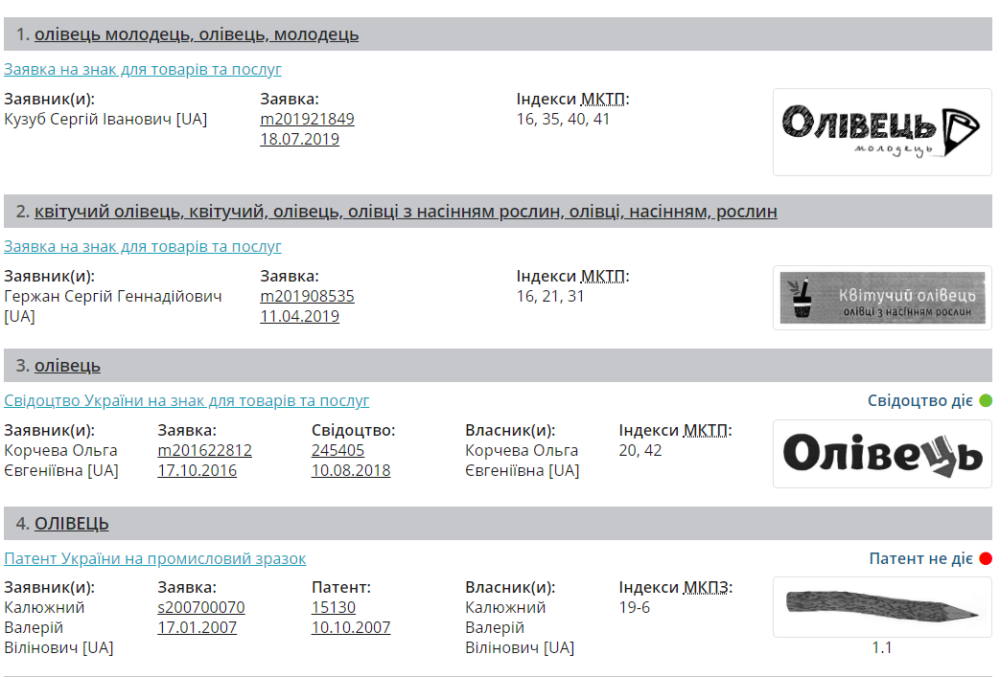 1. олівець молодець, олівець, молодець
Заявка на знак для товарів та послуг
Заявник(и): Заявка: Індекси МКТП:
Кузуб Сергій Іванович [UA] m201921849 16, 35, 40, 41
18.07.2019
Олівець
молодець
2. квітучий олівець, квітучий, олівець, олівці з насінням рослин, олівці, насінням, рослин
Заявка на знак для товарів та послуг
Заявник(и): Заявка: Індекси МКТП:
Гержан Сергій Геннадійович m201908535 16, 21, 31
[UA] 11.04.2019
Квітучий олівець
олівці з насінням рослин
3. олівець
Свідоцтво України на знак для товарів та послуг Свідоцтво діє
Заявник(и): Заявка: Свідоцтво: Власник(и): Індекси МКТП:
Корчева Ольга m201622812 245405 Корчева Ольга 20, 42
Євгеніївна [UA] 17.10.2016 10.08.2018 Євгеніївна [UA]
Олівець
4. ОЛІВЕЦЬ
Патент України на промисловий зразок Патент не діє
Заявник(и): Заявка: Патент: Власник(и): Індекси МКПЗ:
Калюжний s200700070 15130 Калюжний 19-6
Валерій 17.01.2007 10.10.2007 Валерій
Вілінович [UA] Вілінович [UA] 1.1